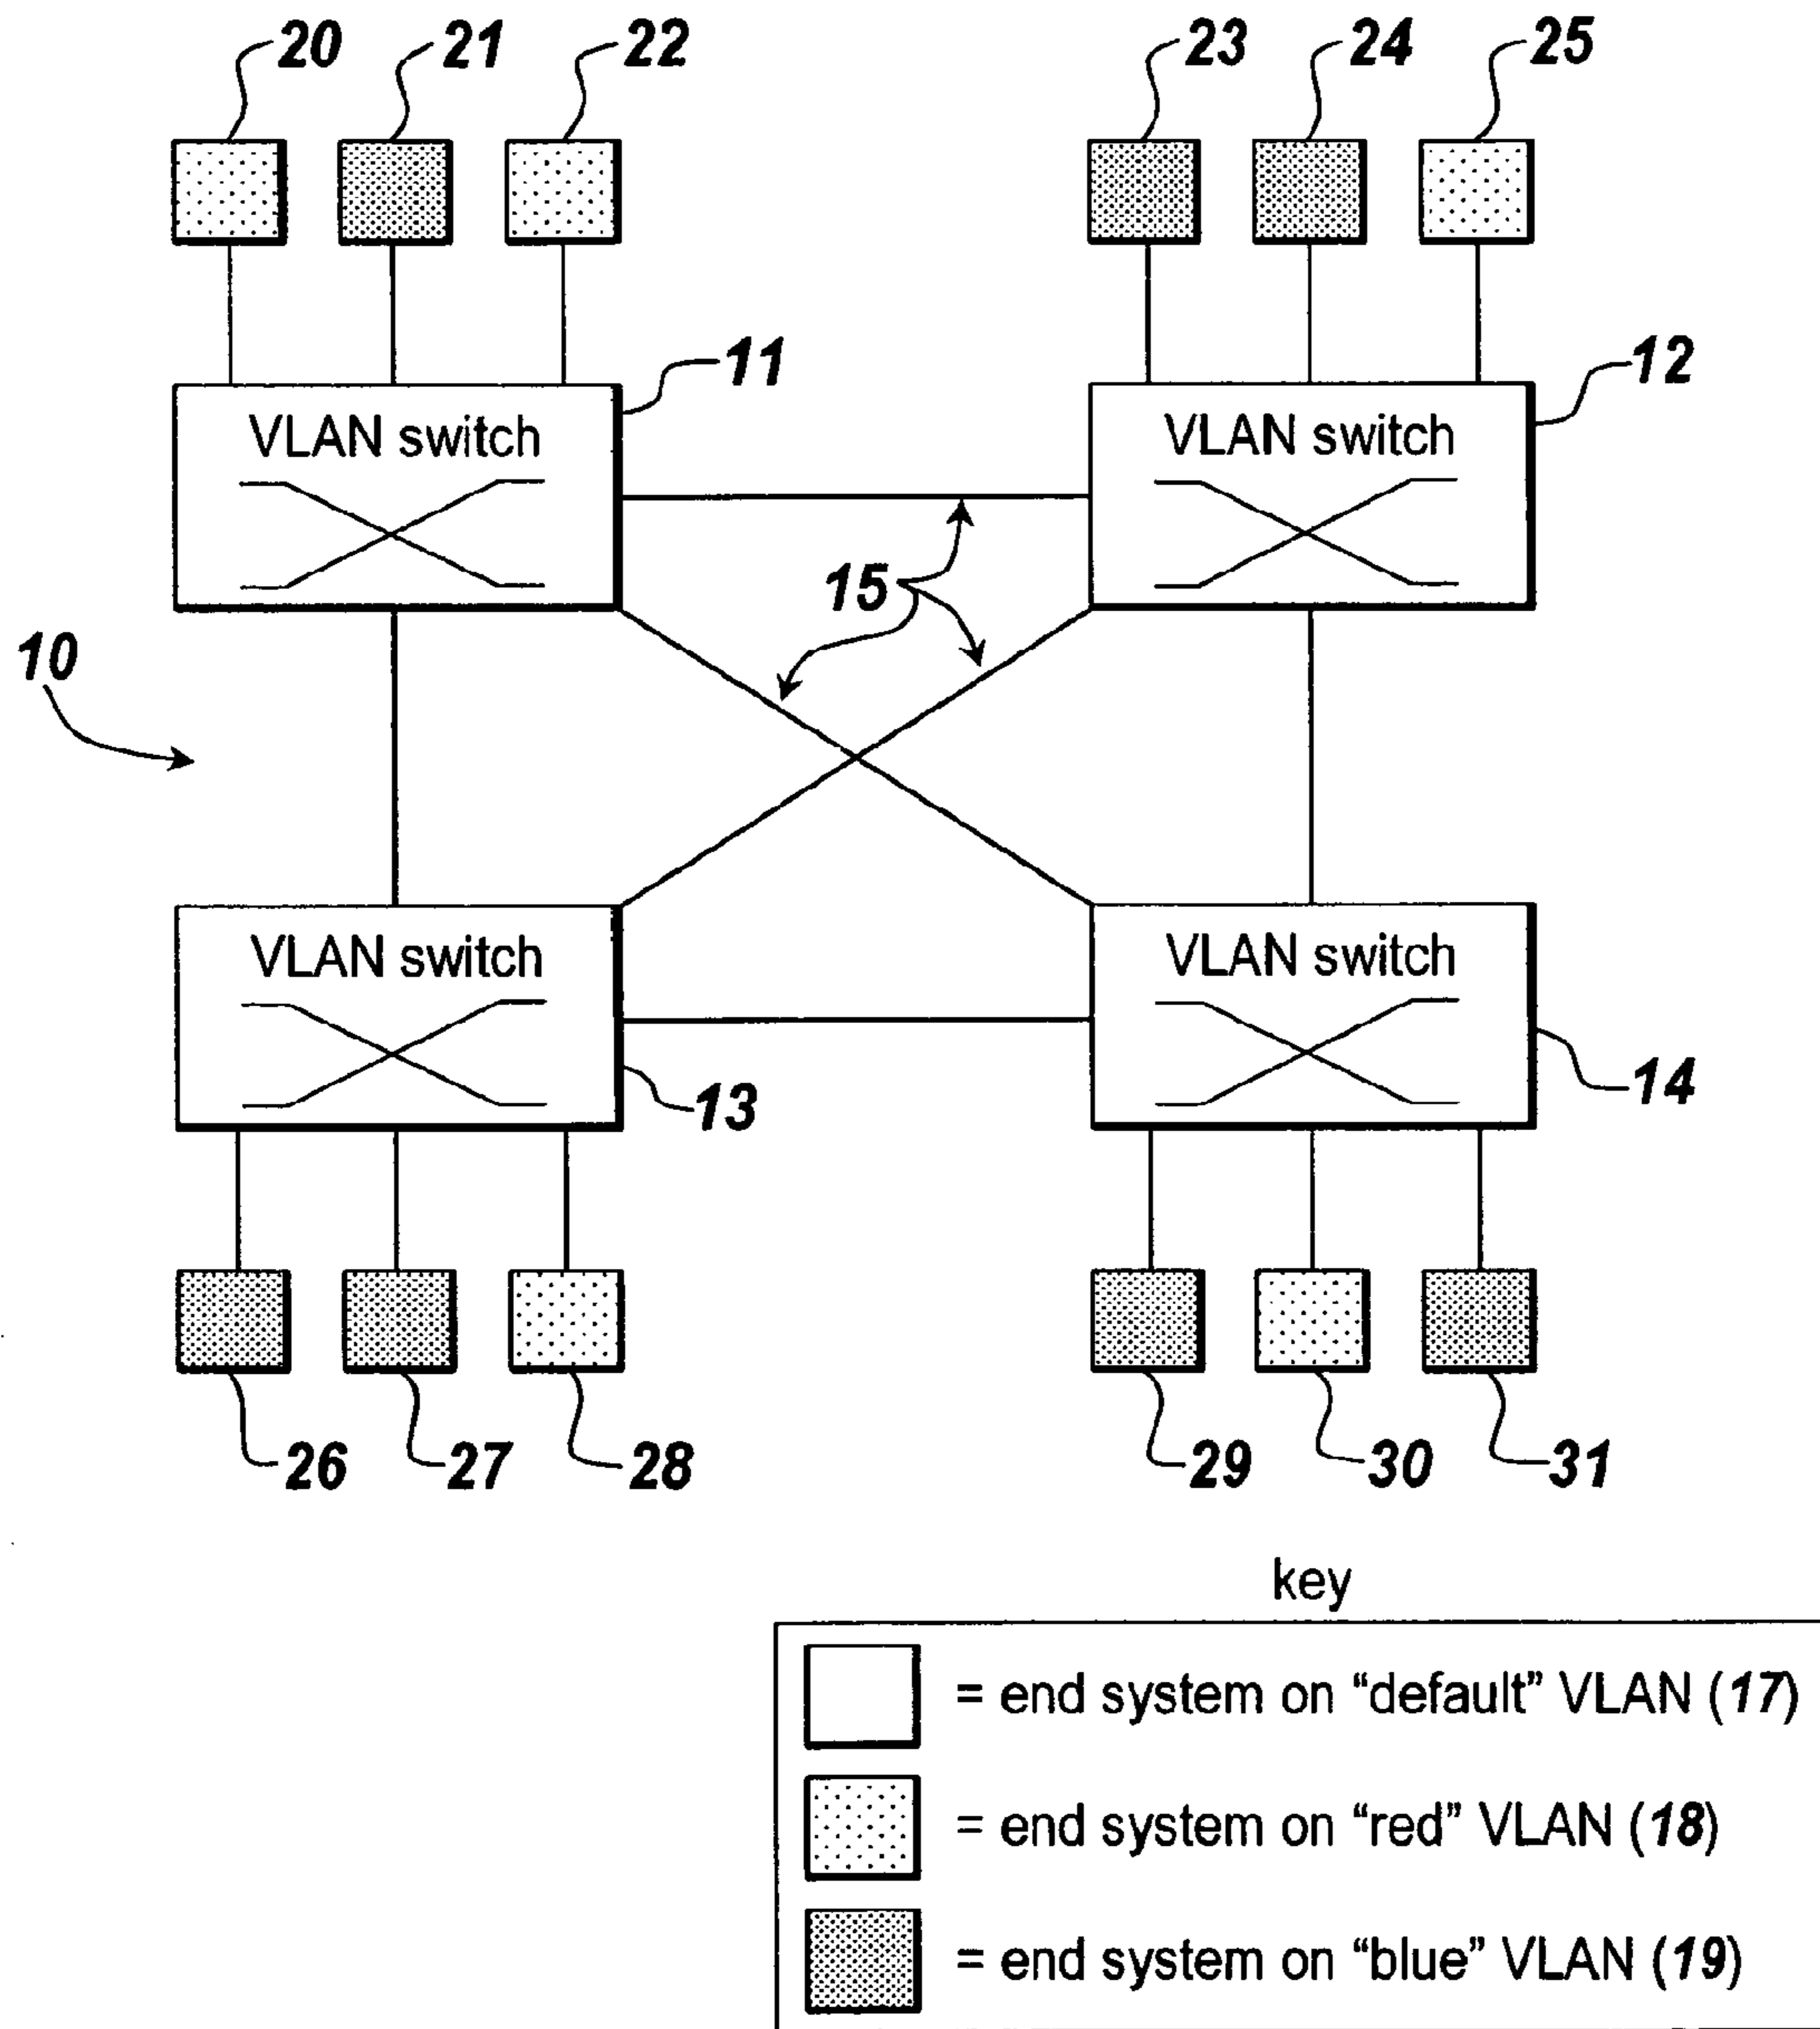 20 21 22 23 24 25
11 12
VLAN switch VLAN switch
15
10
VLAN switch VLAN switch
13 14
26 27 28 29 30 31
key
= end system on “default” VLAN (17)
= end system on “red” VLAN (18)
= end system on “blue” VLAN (19)